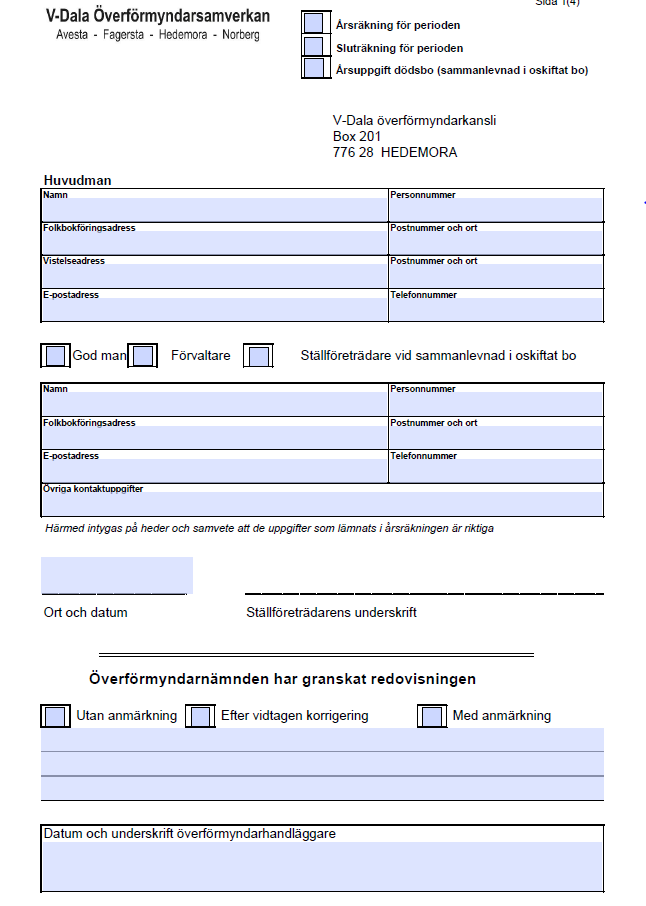 Sida 1(4)
V-Dala Överförmyndarsamverkan
Avesta - Fagersta - Hedemora - Norberg
Årsräkning för perioden
Sluträkning för perioden
Årsuppgift dödsbo (sammanlevnad i oskiftat bo)
V-Dala överförmyndarkansli
Box 201
776 28 HEDEMORA
Huvudman
Namn Personnummer
Folkbokföringsadress Postnummer och ort
Vistelseadress Postnummer och ort
E-postadress Telefonnummer
God man Förvaltare Ställföreträdare vid sammanlevnad i oskiftat bo
Namn Personnummer
Folkbokföringsadress Postnummer och ort
E-postadress Telefonnummer
Övriga kontaktuppgifter
Härmed intygas på heder och samvete att de uppgifter som lämnats i årsräkningen är riktiga
Ort och datum Ställföreträdarens underskrift
Överförmyndarnämnden har granskat redovisningen
Utan anmärkning Efter vidtagen korrigering Med anmärkning
Datum och underskrift överförmyndarhandläggare